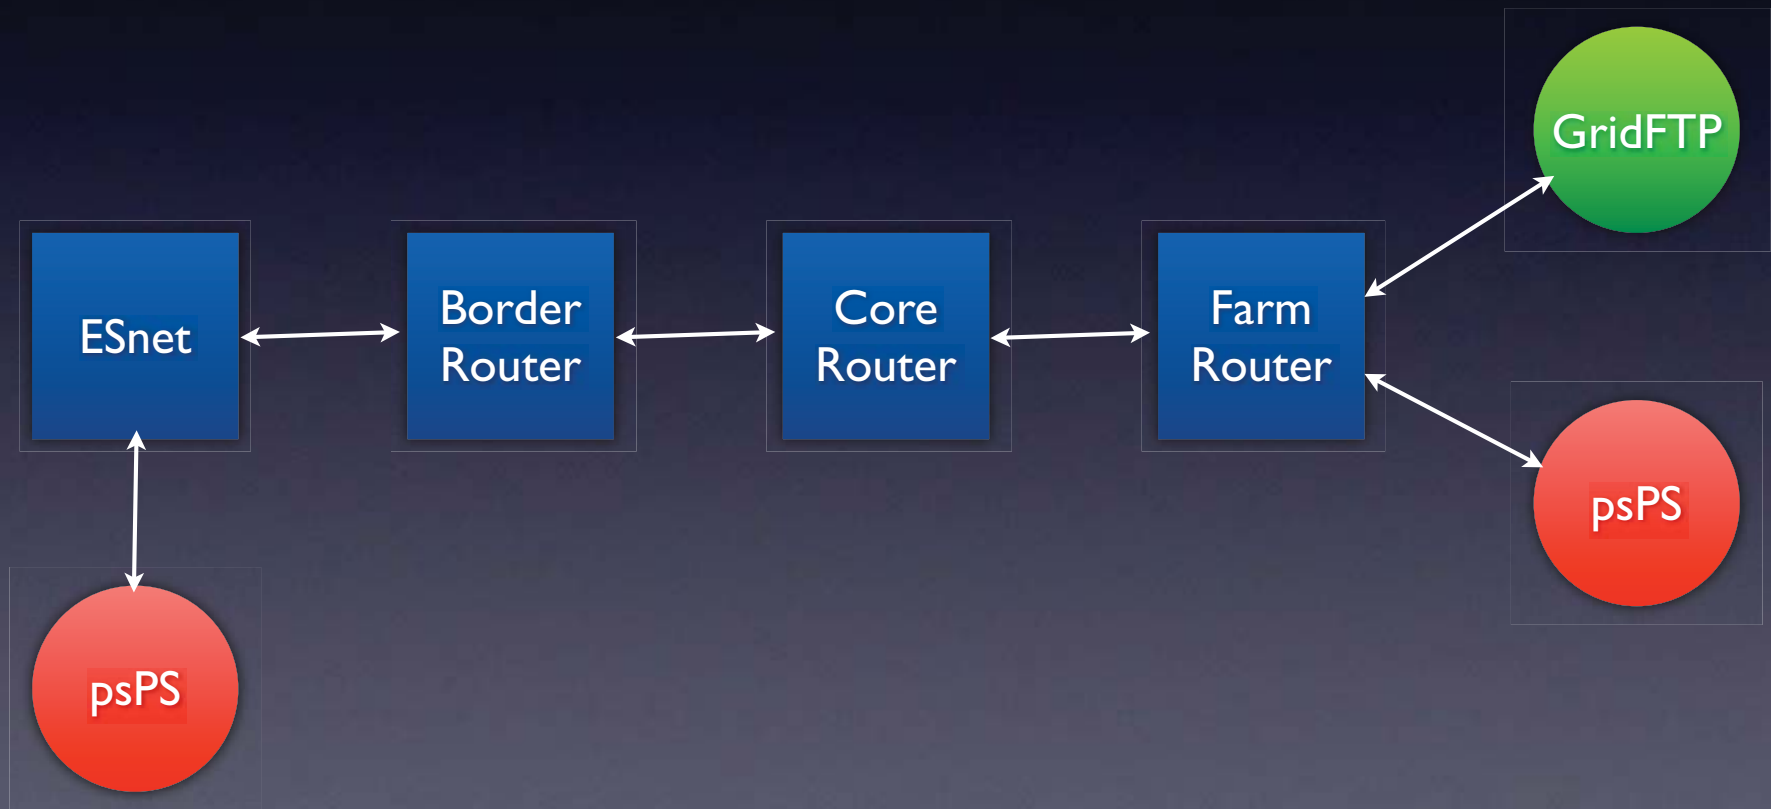 GridFTP
ESnet
Border
Router
Core
Router
Farm
Router
psPS
psPS